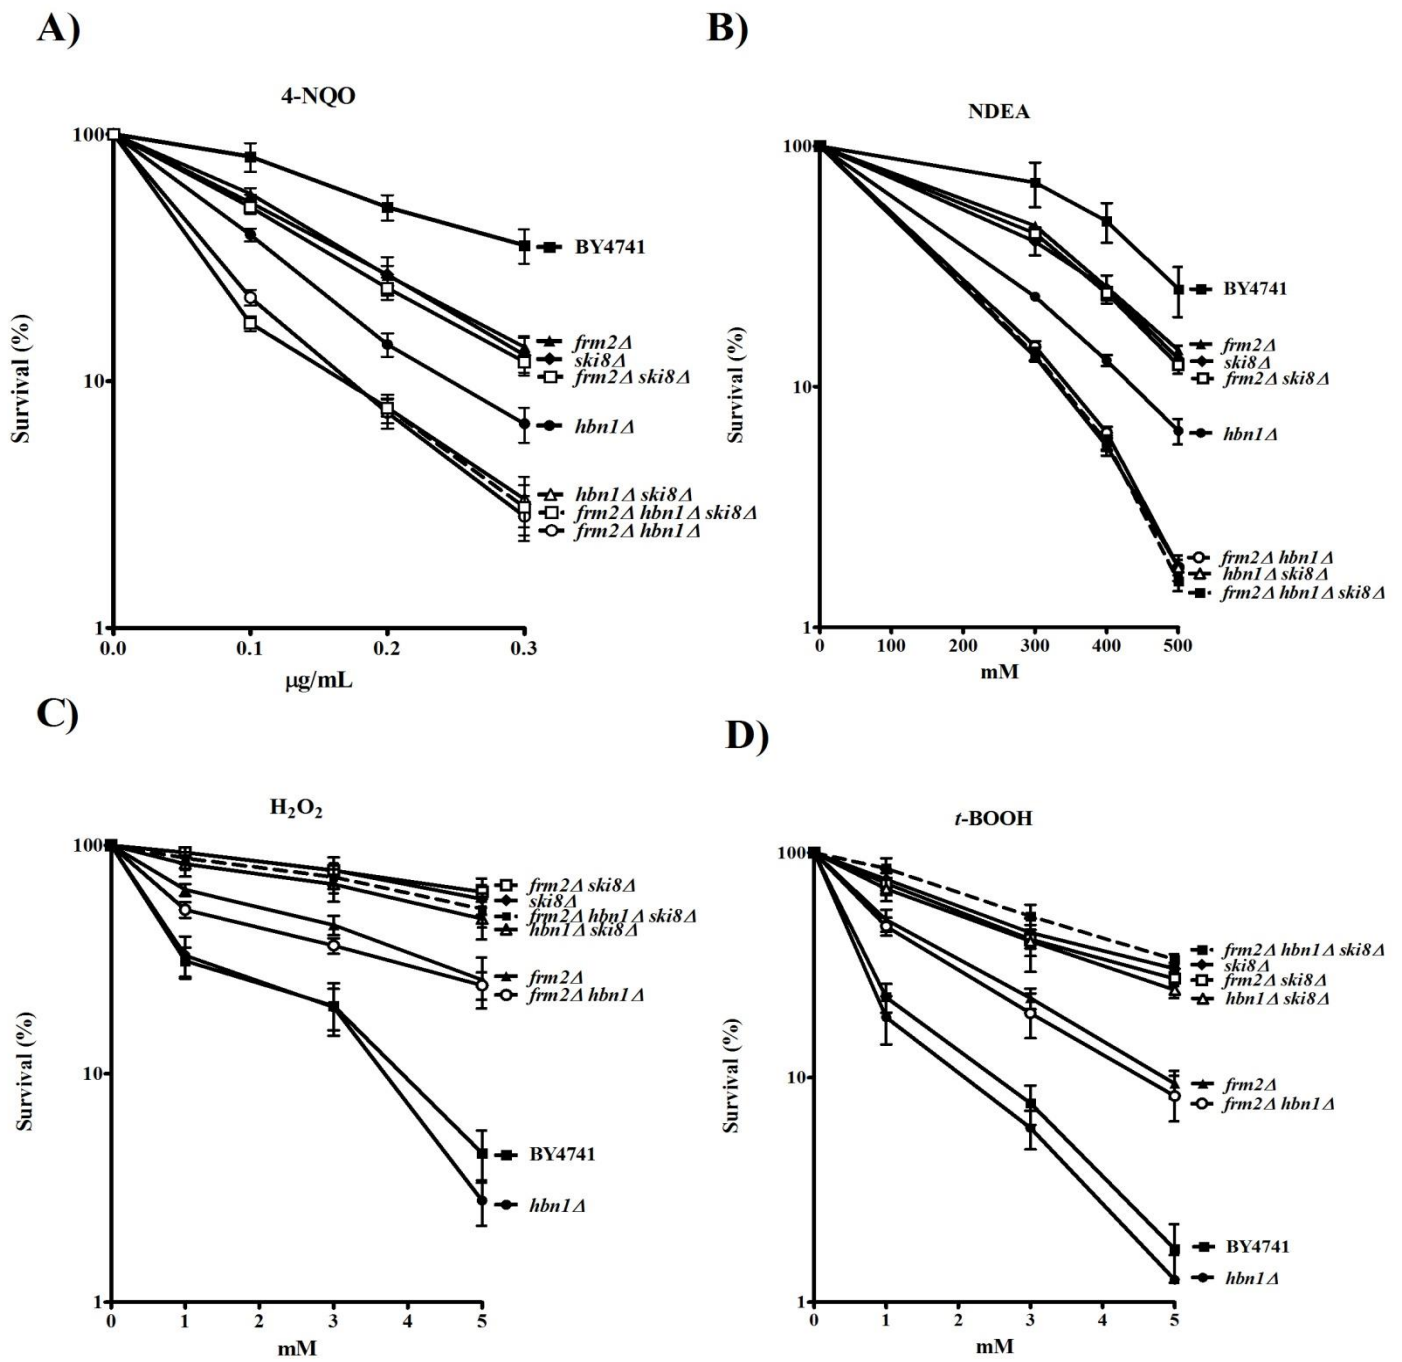 A)
4-NQO
Survival (%)
100
10
1
0.0 0.1 0.2 0.3
µg/mL
BY4741
frm2Δ
ski8Δ
frm2Δ ski8Δ
hbn1Δ
hbn1Δ ski8Δ
frm2Δ hbn1Δ ski8Δ
frm2Δ hbn1Δ
B)
NDEA
Survival (%)
100
10
1
0 100 200 300 400 500
mM
BY4741
frm2Δ
ski8Δ
frm2Δ ski8Δ
hbn1Δ
frm2Δ hbn1Δ
hbn1Δ ski8Δ
frm2Δ hbn1Δ ski8Δ
C)
H₂O₂
Survival (%)
100
10
1
0 1 2 3 4 5
mM
frm2Δ ski8Δ
ski8Δ
frm2Δ hbn1Δ ski8Δ
hbn1Δ ski8Δ
frm2Δ
frm2Δ hbn1Δ
BY4741
hbn1Δ
D)
t-BOOH
Survival (%)
100
10
1
0 1 2 3 4 5
mM
frm2Δ hbn1Δ ski8Δ
ski8Δ
frm2Δ ski8Δ
hbn1Δ ski8Δ
frm2Δ
frm2Δ hbn1Δ
BY4741
hbn1Δ